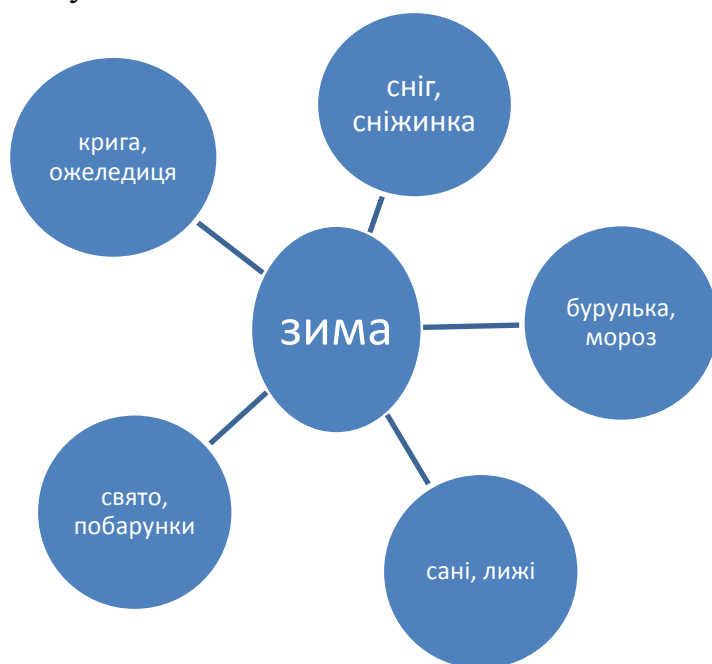 сніг,
сніжинка
крига,
ожеледиця
зима
бурулька,
мороз
свято,
побарунки
сані, лижі